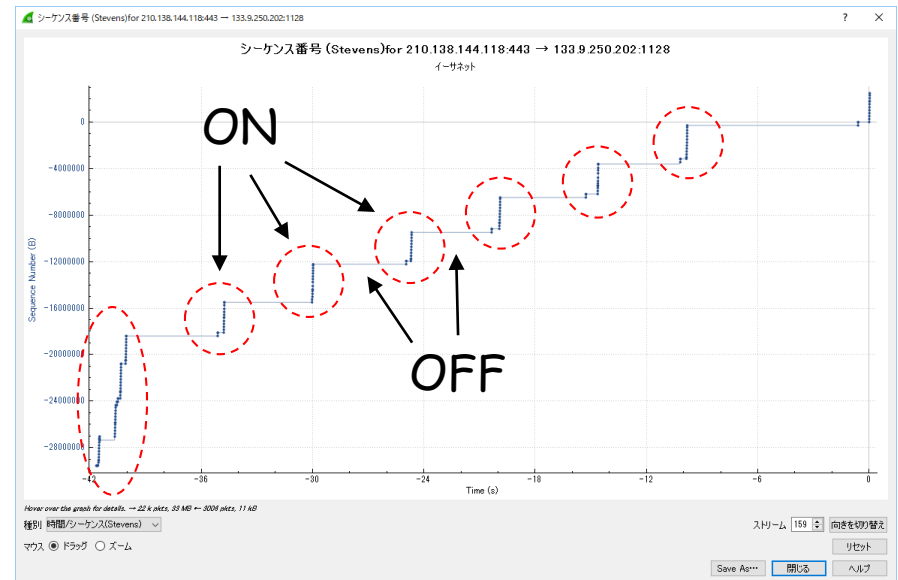 シーケンス番号 (Stevens)for 210.138.144.118:443 → 133.9.250.202:1128
? ×
シーケンス番号 (Stevens)for 210.138.144.118:443 → 133.9.250.202:1128
イーサネット
ON
OFF
Sequence Number (B)
0
-4000000
-8000000
-12000000
-16000000
-20000000
-24000000
-28000000
-42 -36 -30 -24 -18 -12 -6 0
Time (s)
Hover over the graph for details. → 22 k pkts, 33 MB ← 3006 pkts, 11 kB
種別 時間/シーケンス(Stevens)
ストリーム 159 向きを切り替え
マウス ドラッグ ズーム
リセット
Save As… 閉じる ヘルプ